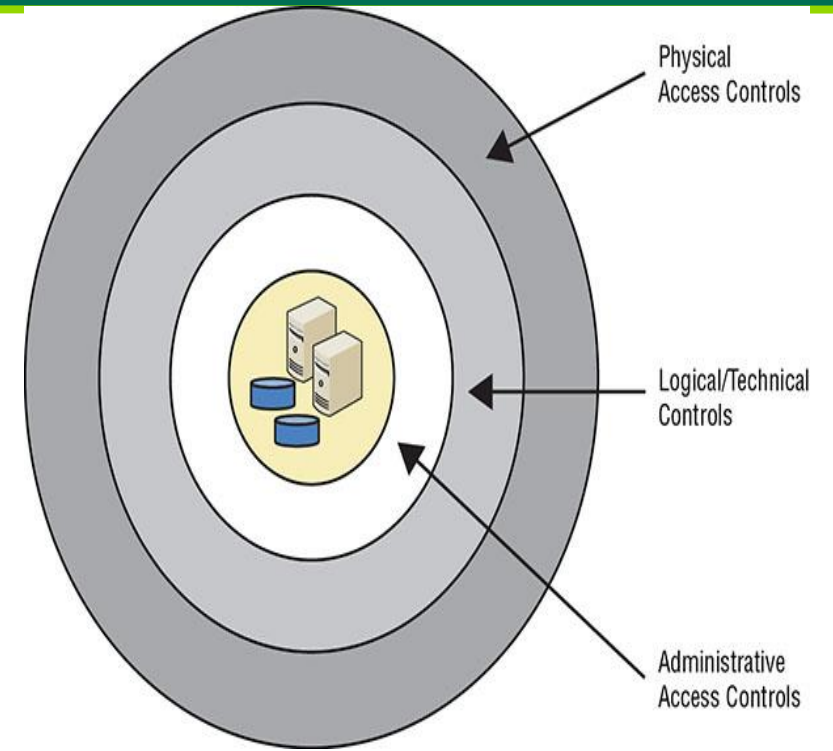 Physical
Access Controls
Logical/Technical
Controls
Administrative
Access Controls